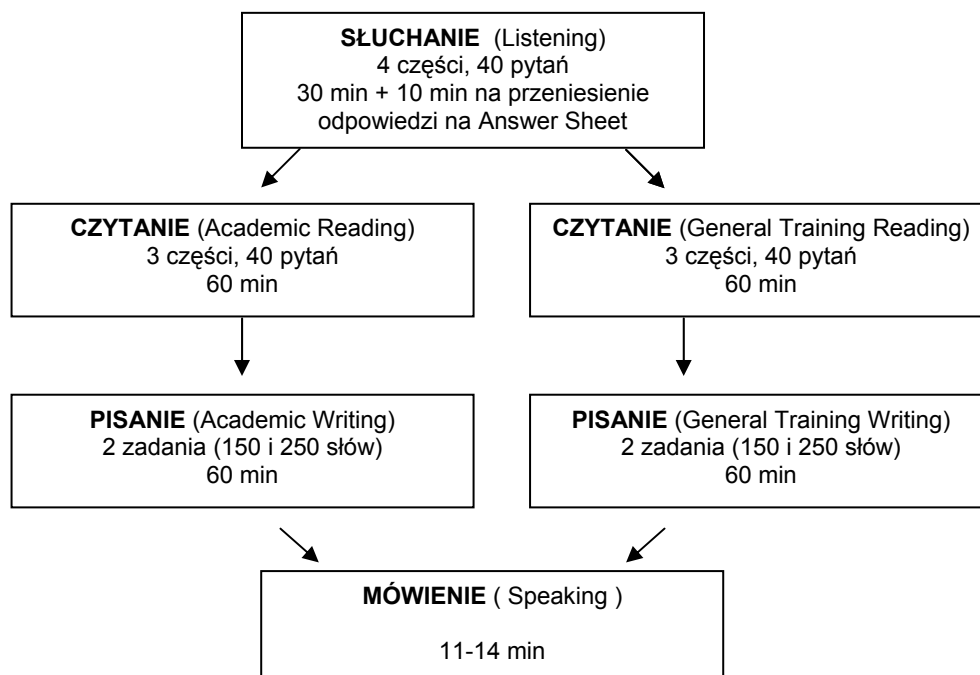 SŁUCHANIE (Listening)
4 części, 40 pytań
30 min + 10 min na przeniesienie
odpowiedzi na Answer Sheet
CZYTANIE (Academic Reading)
3 części, 40 pytań
60 min
CZYTANIE (General Training Reading)
3 części, 40 pytań
60 min
PISANIE (Academic Writing)
2 zadania (150 i 250 słów)
60 min
PISANIE (General Training Writing)
2 zadania (150 i 250 słów)
60 min
MÓWIENIE ( Speaking )
11-14 min